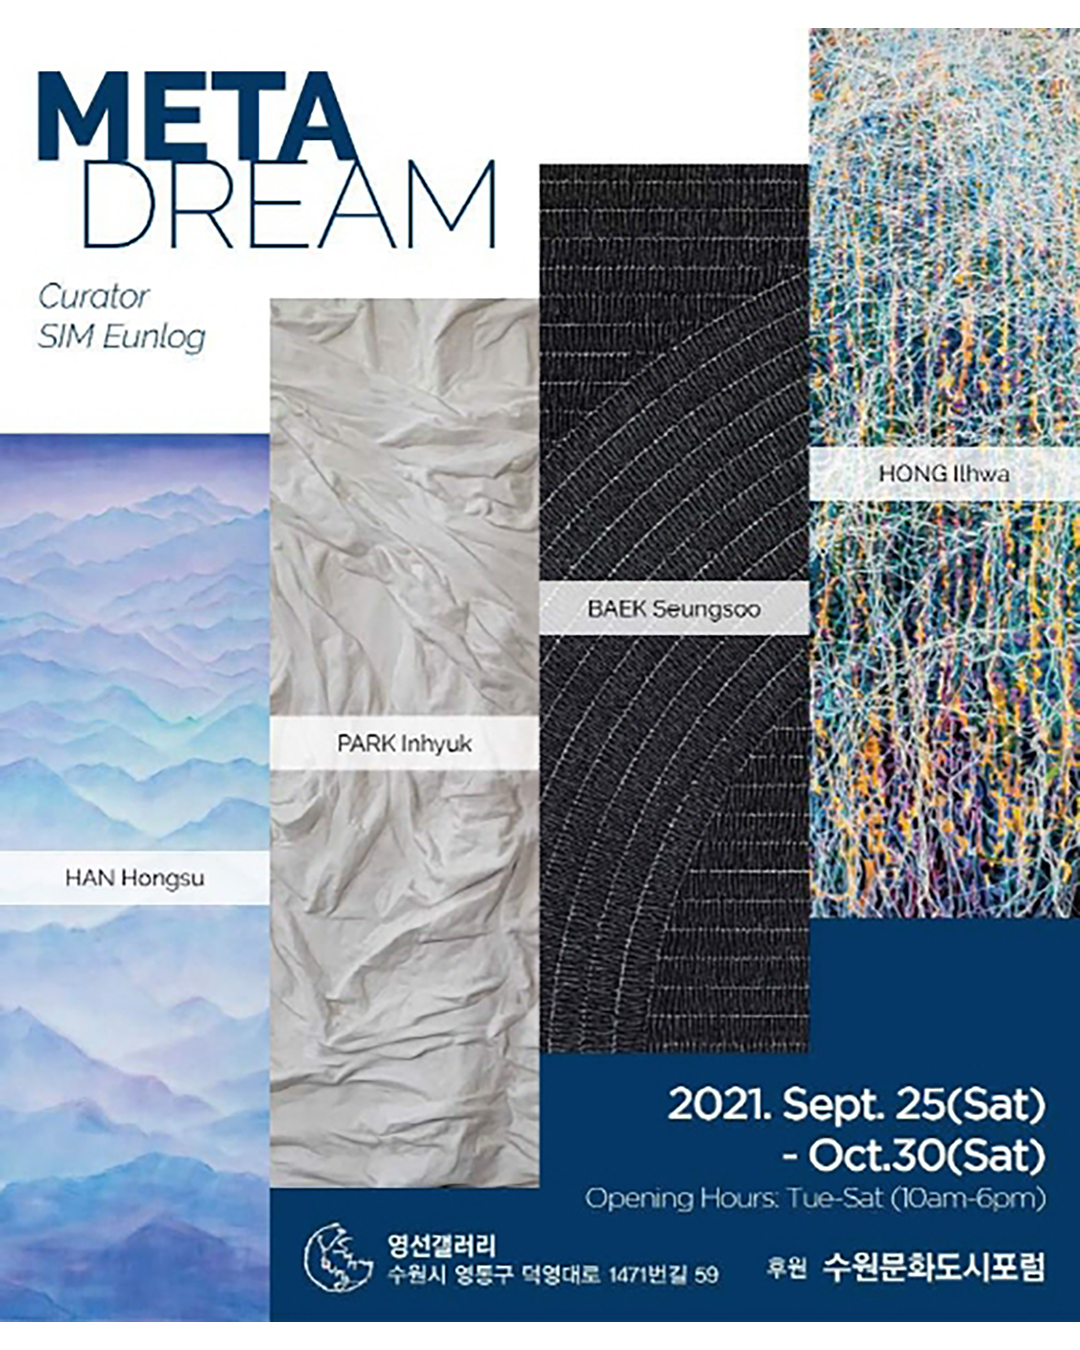 META
DREAM
Curator
SIM Eunlog
HONG Ilhwa
BAEK Seungsoo
PARK Inhyuk
HAN Hongsu
2021. Sept. 25(Sat)
- Oct.30(Sat)
Opening Hours: Tue-Sat (10am-6pm)
영선갤러리
수원시 영통구 덕영대로 1471번길 59
후원 수원문화도시포럼